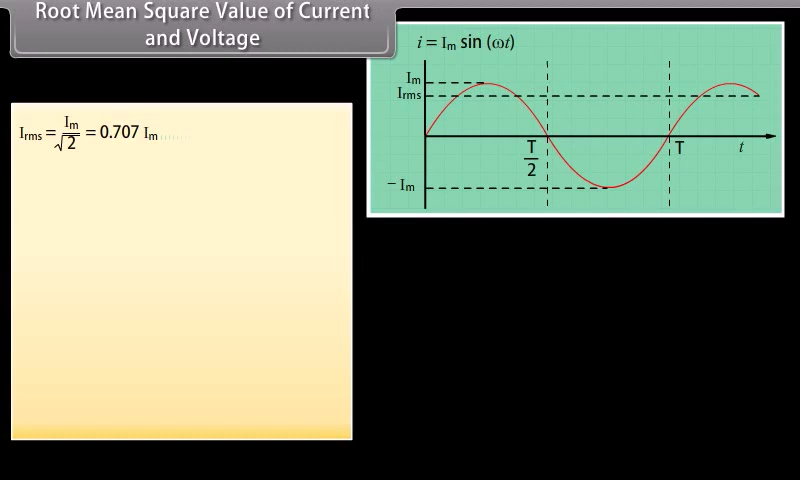 Root Mean Square Value of Current
and Voltage
i = Im sin (ωt)
Im
Irms
T/2
T
t
− Im
Irms = Im/√2 = 0.707 Im